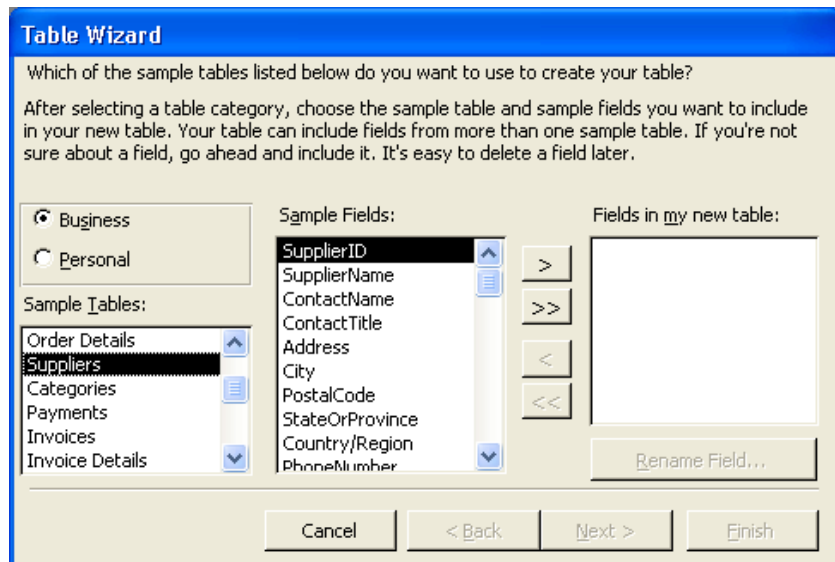 Table Wizard
Which of the sample tables listed below do you want to use to create your table?
After selecting a table category, choose the sample table and sample fields you want to include
in your new table. Your table can include fields from more than one sample table. If you're not
sure about a field, go ahead and include it. It's easy to delete a field later.
Business
Personal
Sample Tables:
Order Details
Suppliers
Categories
Payments
Invoices
Invoice Details
Sample Fields:
SupplierID
SupplierName
ContactName
ContactTitle
Address
City
PostalCode
StateOrProvince
Country/Region
PhoneNumber
>
>>
<
<<
Fields in my new table:
Rename Field...
Cancel
< Back
Next >
Finish